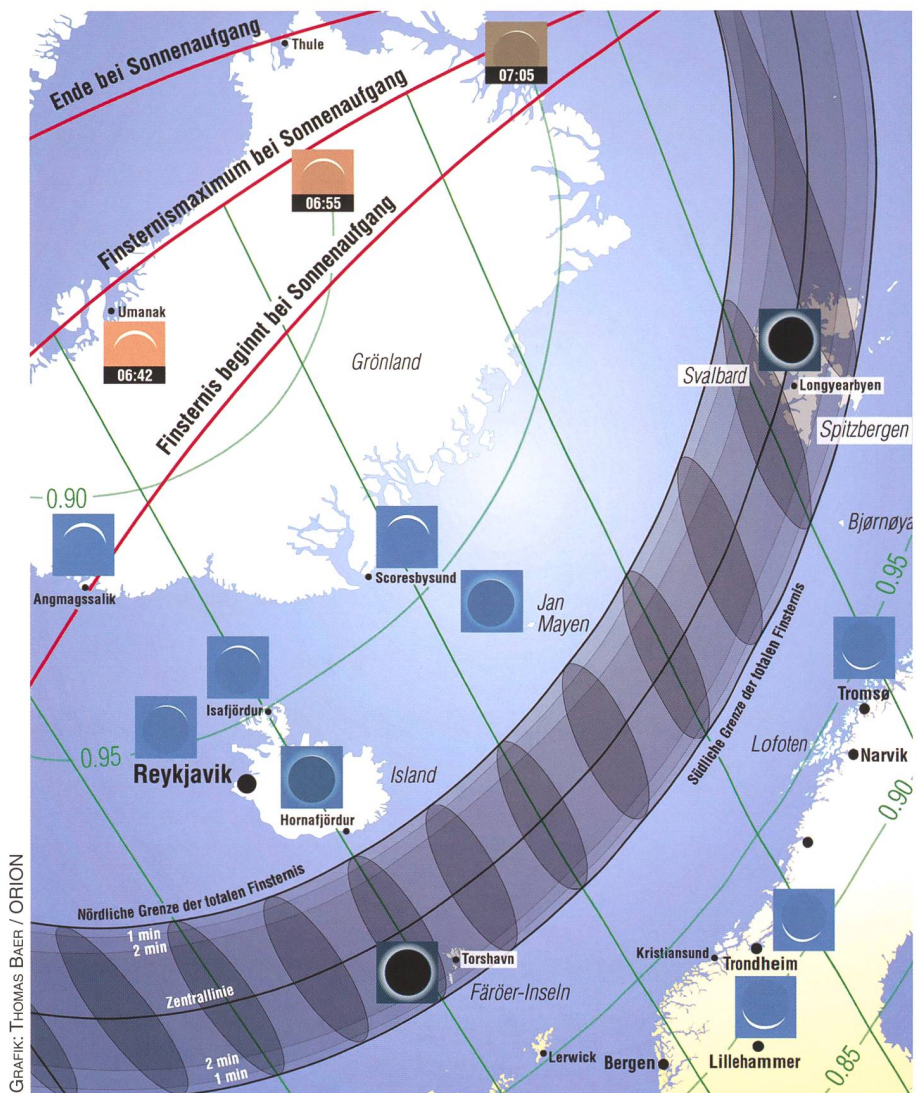 Ende bei Sonnenaufgang
Thule
07:05
Finsternismaximum bei Sonnenaufgang
06:55
Finsternis beginnt bei Sonnenaufgang
Umanak
06:42
Grönland
Svalbard
Longyearbyen
Spitzbergen
0.90
Bjørnøya
Angmagssalik
Scoresbysund
Jan
Mayen
0.95
Südliche Grenze der totalen Finsternis
Tromsø
Isafjördur
Lofoten
Narvik
0.95
Reykjavik
Island
Hornafjördur
0.90
Nördliche Grenze der totalen Finsternis
1 min
2 min
Torshavn
Kristiansund
Trondheim
Zentrallinie
Färöer-Inseln
2 min
1 min
Lerwick
Bergen
Lillehammer
0.85
GRAFIK: THOMAS BAER / ORION